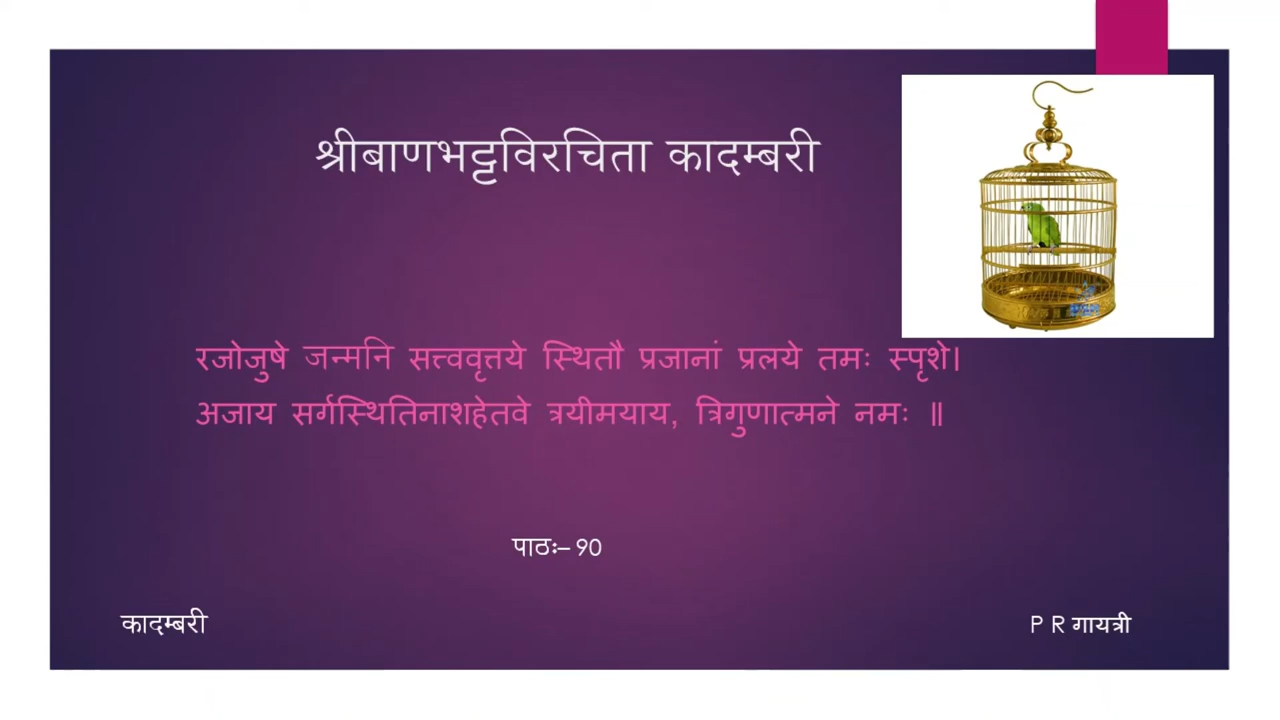 श्रीबाणभट्टविरचिता कादम्बरी
रजोजुषे जन्मनि सत्त्ववृत्तये स्थितौ प्रजानां प्रलये तमः स्पृशे।
अजाय सर्गस्थितिनाशहेतवे त्रयीमयाय, त्रिगुणात्मने नमः ॥
पाठः– 90
कादम्बरी
P R गायत्री